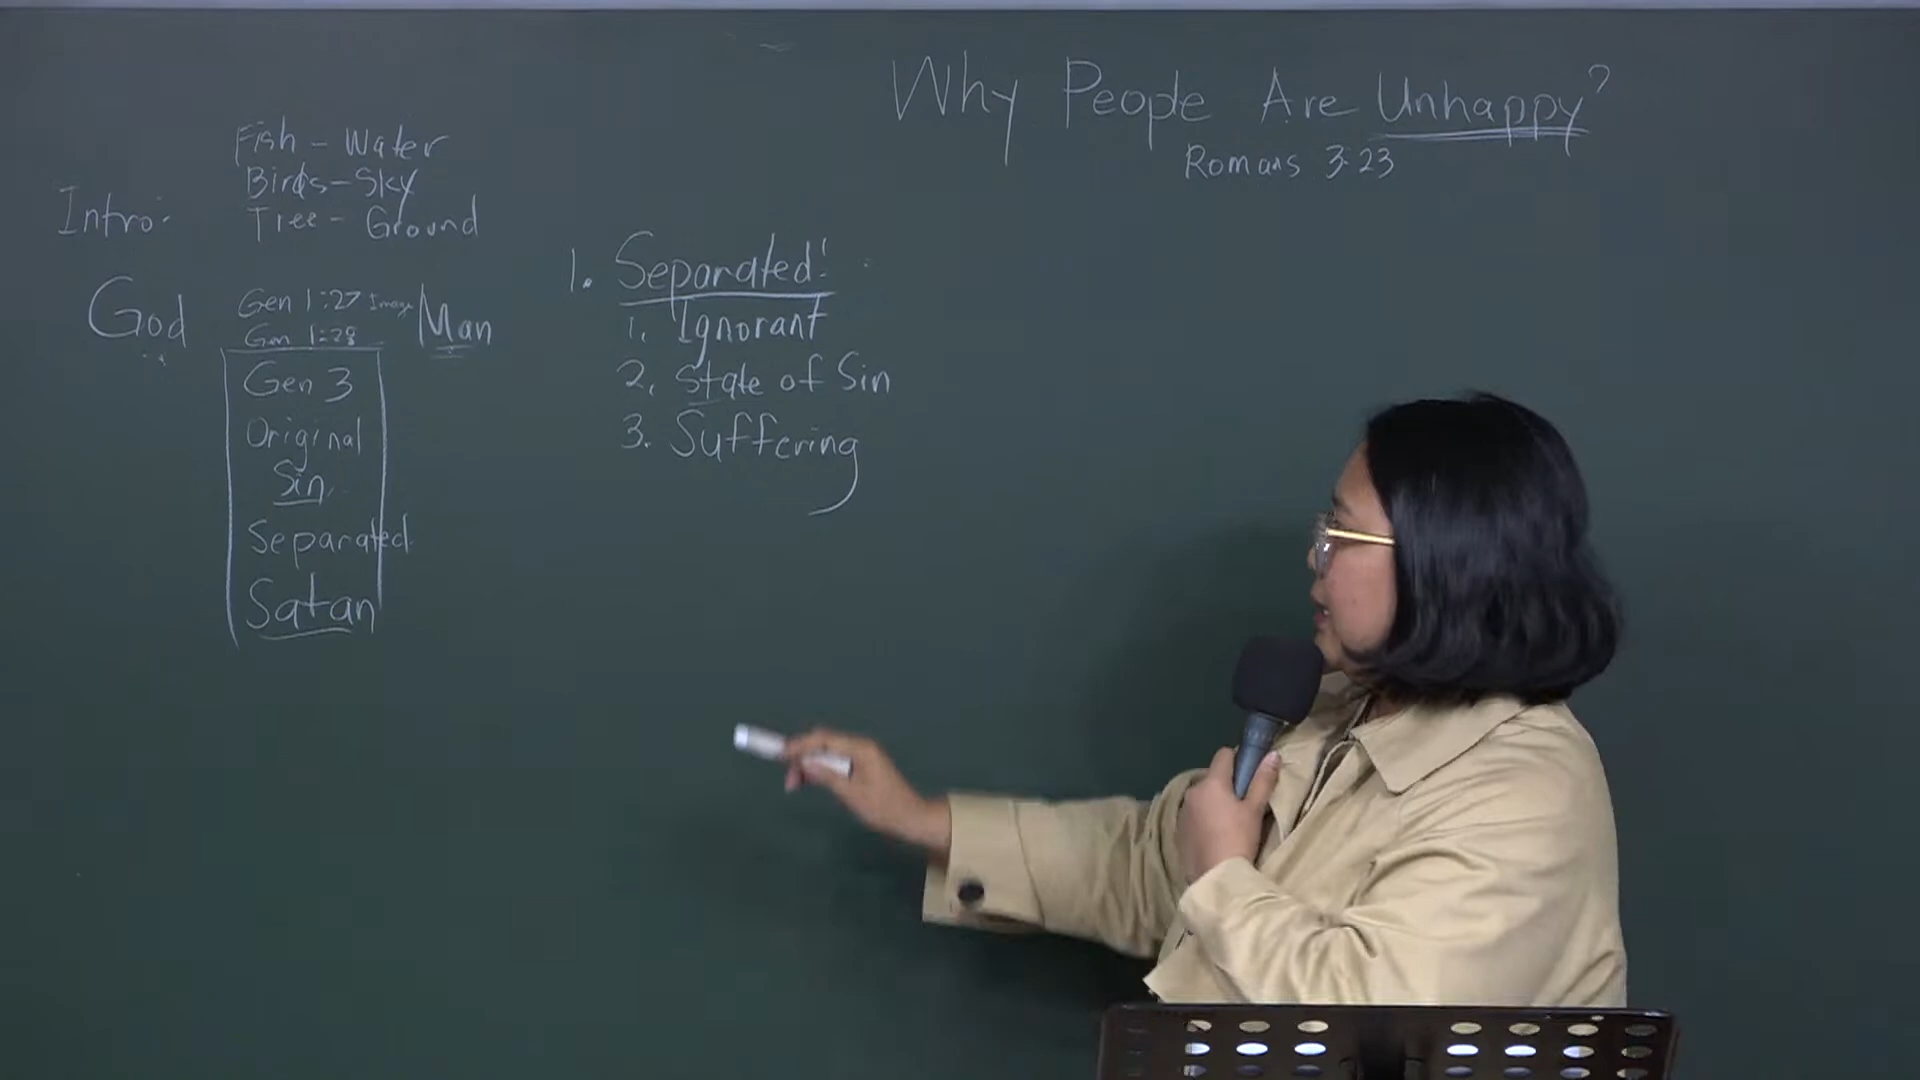 Why People Are Unhappy?
Romans 3:23
Fish - Water
Birds - Sky
Intro: Tree - Ground
God Gen 1:27 Image Man
Gen 1:28
Gen 3
Original
Sin
Separated
Satan
1. Separated!
1. Ignorant
2. State of Sin
3. Suffering